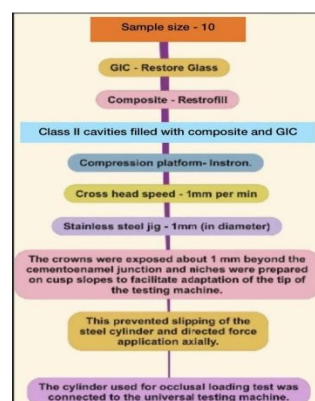 Sample size - 10
GIC - Restore Glass
Composite - Restrofill
Class II cavities filled with composite and GIC
Compression platform- Instron.
Cross head speed - 1mm per min
Stainless steel jig - 1mm (in diameter)
The crowns were exposed about 1 mm beyond the
cementoenamel junction and niches were prepared
on cusp slopes to facilitate adaptation of the tip of
the testing machine.
This prevented slipping of the
steel cylinder and directed force
application axially.
The cylinder used for occlusal loading test was
connected to the universal testing machine.